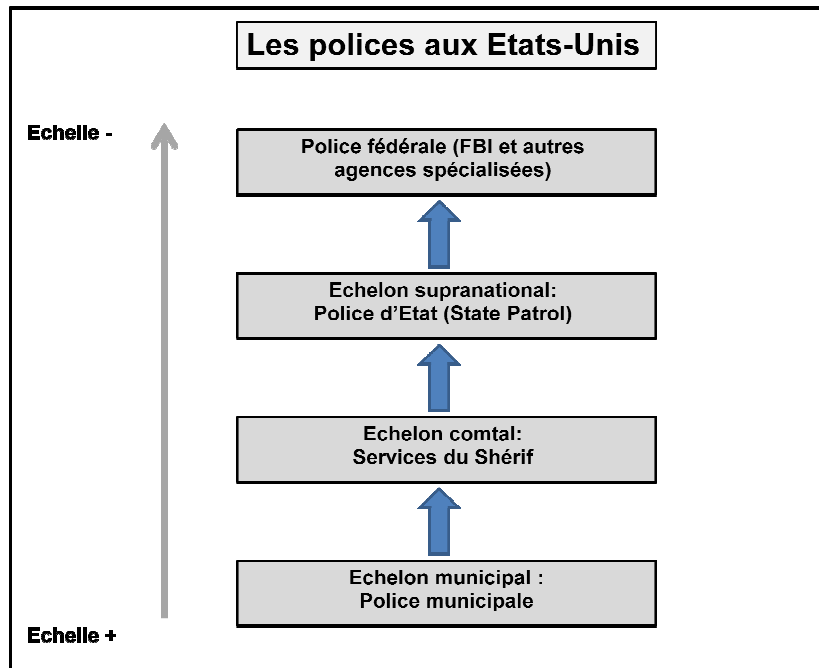 Les polices aux Etats-Unis
Echelle -
Police fédérale (FBI et autres
agences spécialisées)
Echelon supranational:
Police d'Etat (State Patrol)
Echelon comtal:
Services du Shérif
Echelon municipal :
Police municipale
Echelle +